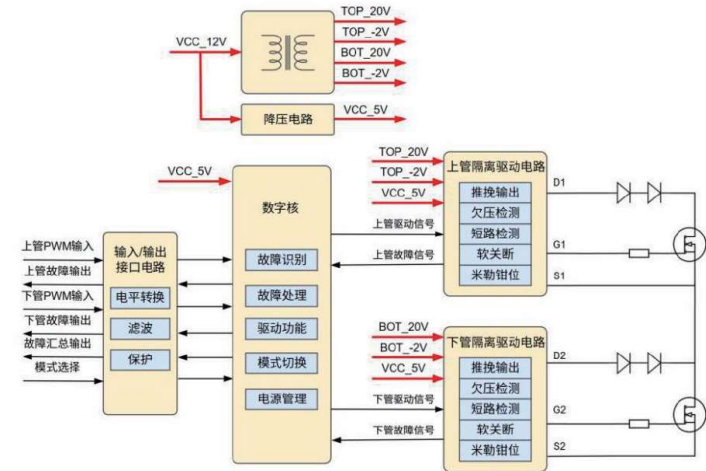 TOP_20V
VCC_12V
TOP_-2V
BOT_20V
BOT_-2V
降压电路
VCC_5V
VCC_5V
数字核
故障识别
故障处理
驱动功能
模式切换
电源管理
上管PWM输入
上管故障输出
下管PWM输入
下管故障输出
故障汇总输出
模式选择
输入/输出
接口电路
电平转换
滤波
保护
TOP_20V
TOP_-2V
VCC_5V
上管驱动信号
上管故障信号
上管隔离驱动电路
推挽输出
欠压检测
短路检测
软关断
米勒钳位
D1
G1
S1
BOT_20V
BOT_-2V
VCC_5V
下管驱动信号
下管故障信号
下管隔离驱动电路
推挽输出
欠压检测
短路检测
软关断
米勒钳位
D2
G2
S2